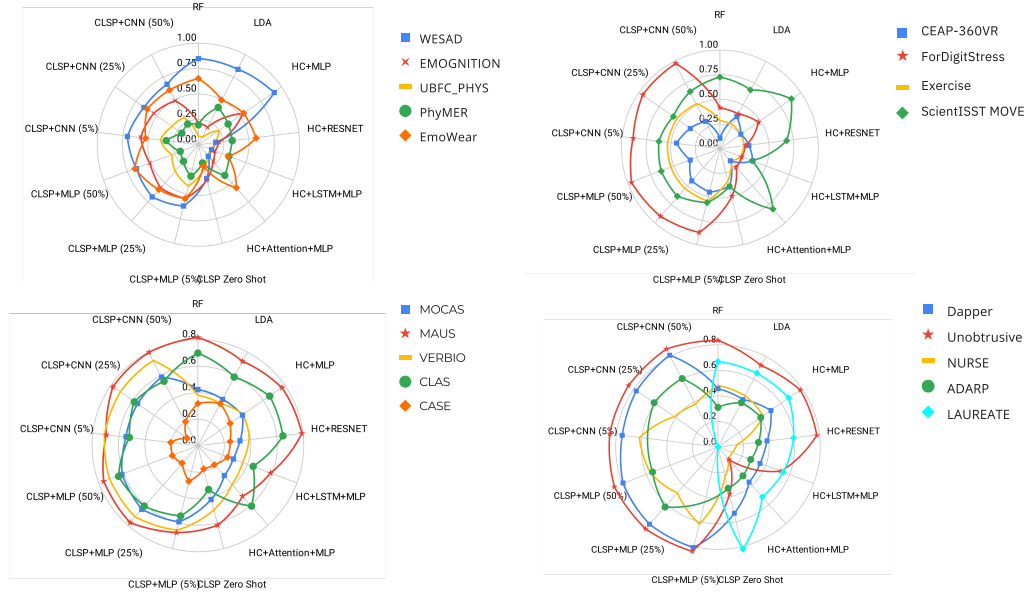 RF
LDA
HC+MLP
HC+RESNET
HC+LSTM+MLP
HC+Attention+MLP
CLSP Zero Shot
CLSP+MLP (5%)
CLSP+MLP (25%)
CLSP+MLP (50%)
CLSP+CNN (5%)
CLSP+CNN (25%)
CLSP+CNN (50%)
1.00
0.75
0.50
0.25
0.00
WESAD
EMOGNITION
UBFC_PHYS
PhyMER
EmoWear
RF
LDA
HC+MLP
HC+RESNET
HC+LSTM+MLP
HC+Attention+MLP
CLSP Zero Shot
CLSP+MLP (5%)
CLSP+MLP (25%)
CLSP+MLP (50%)
CLSP+CNN (5%)
CLSP+CNN (25%)
CLSP+CNN (50%)
1.00
0.75
0.50
0.25
0.00
CEAP-360VR
ForDigitStress
Exercise
ScientISST MOVE
RF
LDA
HC+MLP
HC+RESNET
HC+LSTM+MLP
HC+Attention+MLP
CLSP Zero Shot
CLSP+MLP (5%)
CLSP+MLP (25%)
CLSP+MLP (50%)
CLSP+CNN (5%)
CLSP+CNN (25%)
CLSP+CNN (50%)
0.8
0.6
0.4
0.2
0.0
MOCAS
MAUS
VERBIO
CLAS
CASE
RF
LDA
HC+MLP
HC+RESNET
HC+LSTM+MLP
HC+Attention+MLP
CLSP Zero Shot
CLSP+MLP (5%)
CLSP+MLP (25%)
CLSP+MLP (50%)
CLSP+CNN (5%)
CLSP+CNN (25%)
CLSP+CNN (50%)
0.8
0.6
0.4
0.2
0.0
Dapper
Unobtrusive
NURSE
ADARP
LAUREATE